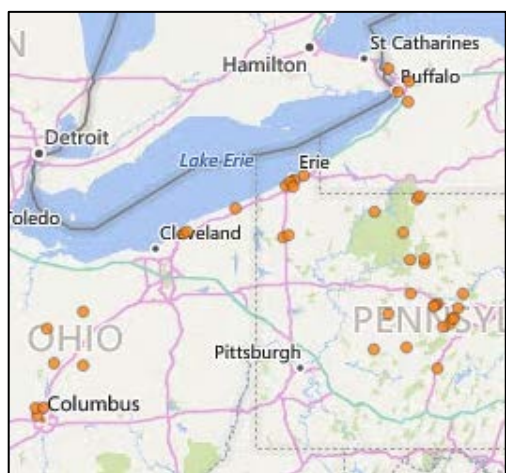 N
St Catharines
Hamilton
Buffalo
Detroit
Lake Erie
Erie
Toledo
Cleveland
PENNSYL
OHIO
Pittsburgh
Columbus